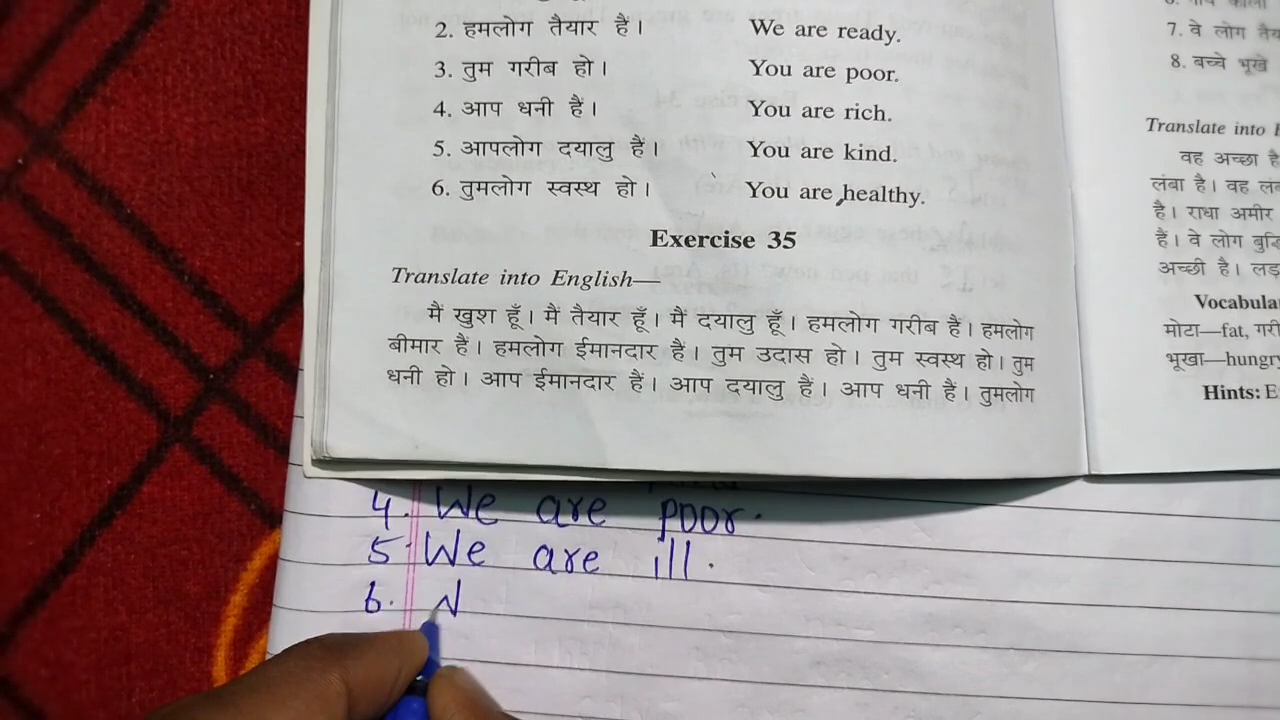 2. हमलोग तैयार हैं। We are ready.
3. तुम गरीब हो। You are poor.
4. आप धनी हैं। You are rich.
5. आपलोग दयालु हैं। You are kind.
6. तुमलोग स्वस्थ हो। You are healthy.
Exercise 35
Translate into English—
मैं खुश हूँ। मैं तैयार हूँ। मैं दयालु हूँ। हमलोग गरीब हैं। हमलोग
बीमार हैं। हमलोग ईमानदार हैं। तुम उदास हो। तुम स्वस्थ हो। तुम
धनी हो। आप ईमानदार हैं। आप दयालु हैं। आप धनी हैं। तुमलोग
7. वे लोग
8. बच्चे भूखे
Translate into
वह अच्छा है
लंबा है। वह
है। राधा अमीर
हैं। वे लोग
अच्छी है।
मोटा—fat,
भूखा—hungry
Hints:
4. We are poor.
5. We are ill.
6.